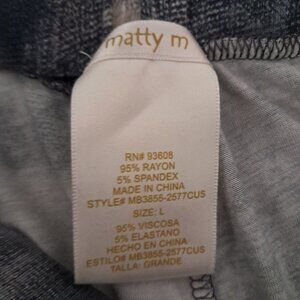 matty m
RN# 93608
95% RAYON
5% SPANDEX
MADE IN CHINA
STYLE# MB3855-2577CUS
SIZE: L
95% VISCOSA
5% ELASTANO
HECHO EN CHINA
ESTILO# MB3855-2577CUS
TALLA: GRANDE